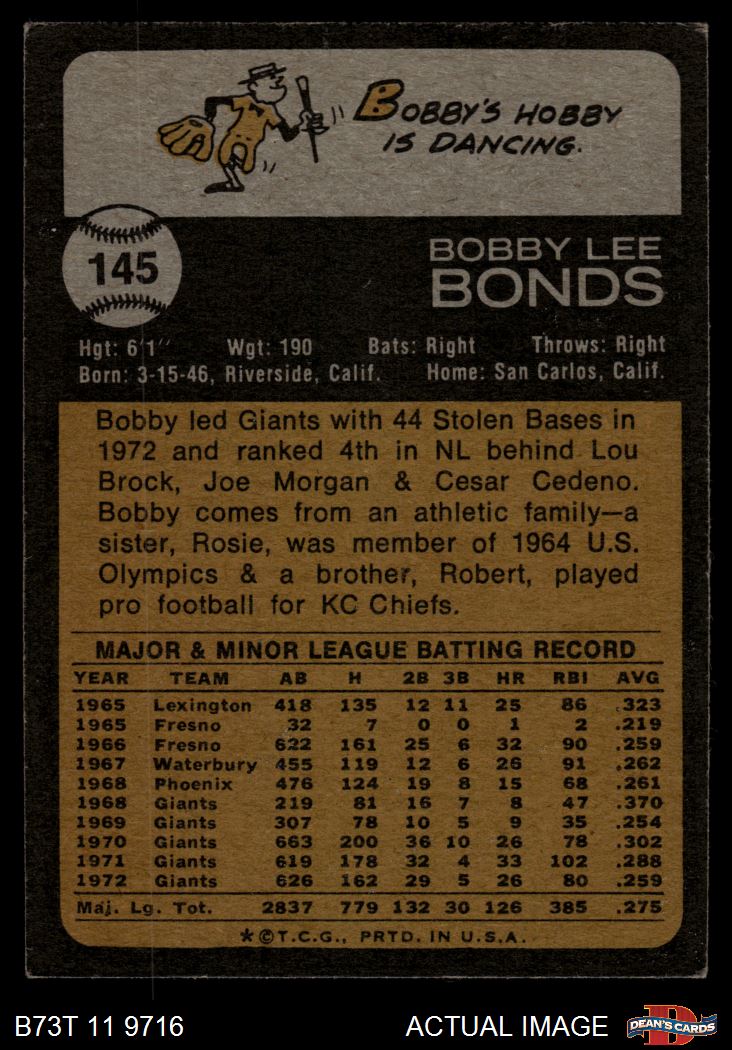 BOBBY'S HOBBY
IS DANCING.
145
BOBBY LEE
BONDS
Hgt: 6'1" Wgt: 190 Bats: Right Throws: Right
Born: 3-15-46, Riverside, Calif. Home: San Carlos, Calif.
Bobby led Giants with 44 Stolen Bases in
1972 and ranked 4th in NL behind Lou
Brock, Joe Morgan & Cesar Cedeno.
Bobby comes from an athletic family—a
sister, Rosie, was member of 1964 U.S.
Olympics & a brother, Robert, played
pro football for KC Chiefs.
MAJOR & MINOR LEAGUE BATTING RECORD
YEAR TEAM AB H 2B 3B HR RBI AVG
1965 Lexington 418 135 12 11 25 86 .323
1965 Fresno 32 7 0 0 1 2 .219
1966 Fresno 622 161 25 6 32 90 .259
1967 Waterbury 455 119 12 6 26 91 .262
1968 Phoenix 476 124 19 8 15 68 .261
1968 Giants 219 81 16 7 8 47 .370
1969 Giants 307 78 10 5 9 35 .254
1970 Giants 663 200 36 10 26 78 .302
1971 Giants 619 178 32 4 33 102 .288
1972 Giants 626 162 29 5 26 80 .259
Maj. Lg. Tot. 2837 779 132 30 126 385 .275
*©T.C.G., PRTD. IN U.S.A.
B73T 11 9716 ACTUAL IMAGE DEAN'S CARDS